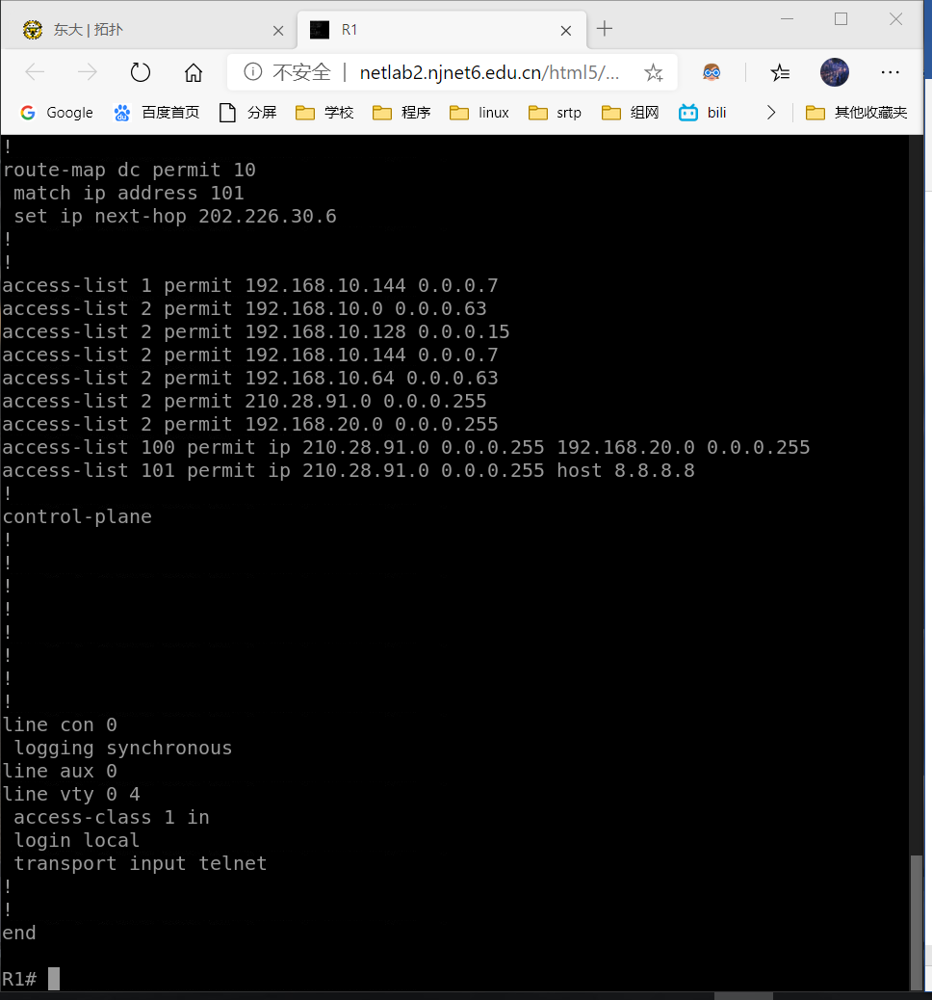 东大 | 拓扑
R1
不安全 | netlab2.njnet6.edu.cn/html5/...
Google 百度首页 分屏 学校 程序 linux srtp 组网 bili 其他收藏夹
!
route-map dc permit 10
 match ip address 101
 set ip next-hop 202.226.30.6
!
!
access-list 1 permit 192.168.10.144 0.0.0.7
access-list 2 permit 192.168.10.0 0.0.0.63
access-list 2 permit 192.168.10.128 0.0.0.15
access-list 2 permit 192.168.10.144 0.0.0.7
access-list 2 permit 192.168.10.64 0.0.0.63
access-list 2 permit 210.28.91.0 0.0.0.255
access-list 2 permit 192.168.20.0 0.0.0.255
access-list 100 permit ip 210.28.91.0 0.0.0.255 192.168.20.0 0.0.0.255
access-list 101 permit ip 210.28.91.0 0.0.0.255 host 8.8.8.8
!
control-plane
!
!
!
!
!
!
!
!
line con 0
 logging synchronous
line aux 0
line vty 0 4
 access-class 1 in
 login local
 transport input telnet
!
!
end
R1#